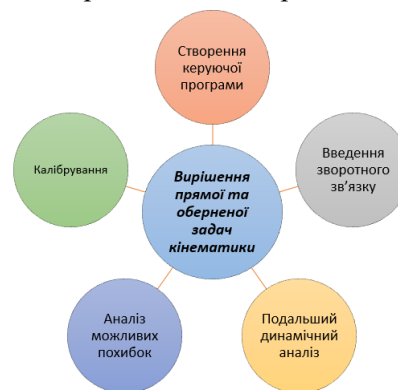 Створення
керуючої
програми
Введення
зворотного
зв’язку
Калібрування
Вирішення
прямої та
оберненої
задач
кінематики
Аналіз
можливих
похибок
Подальший
динамічний
аналіз